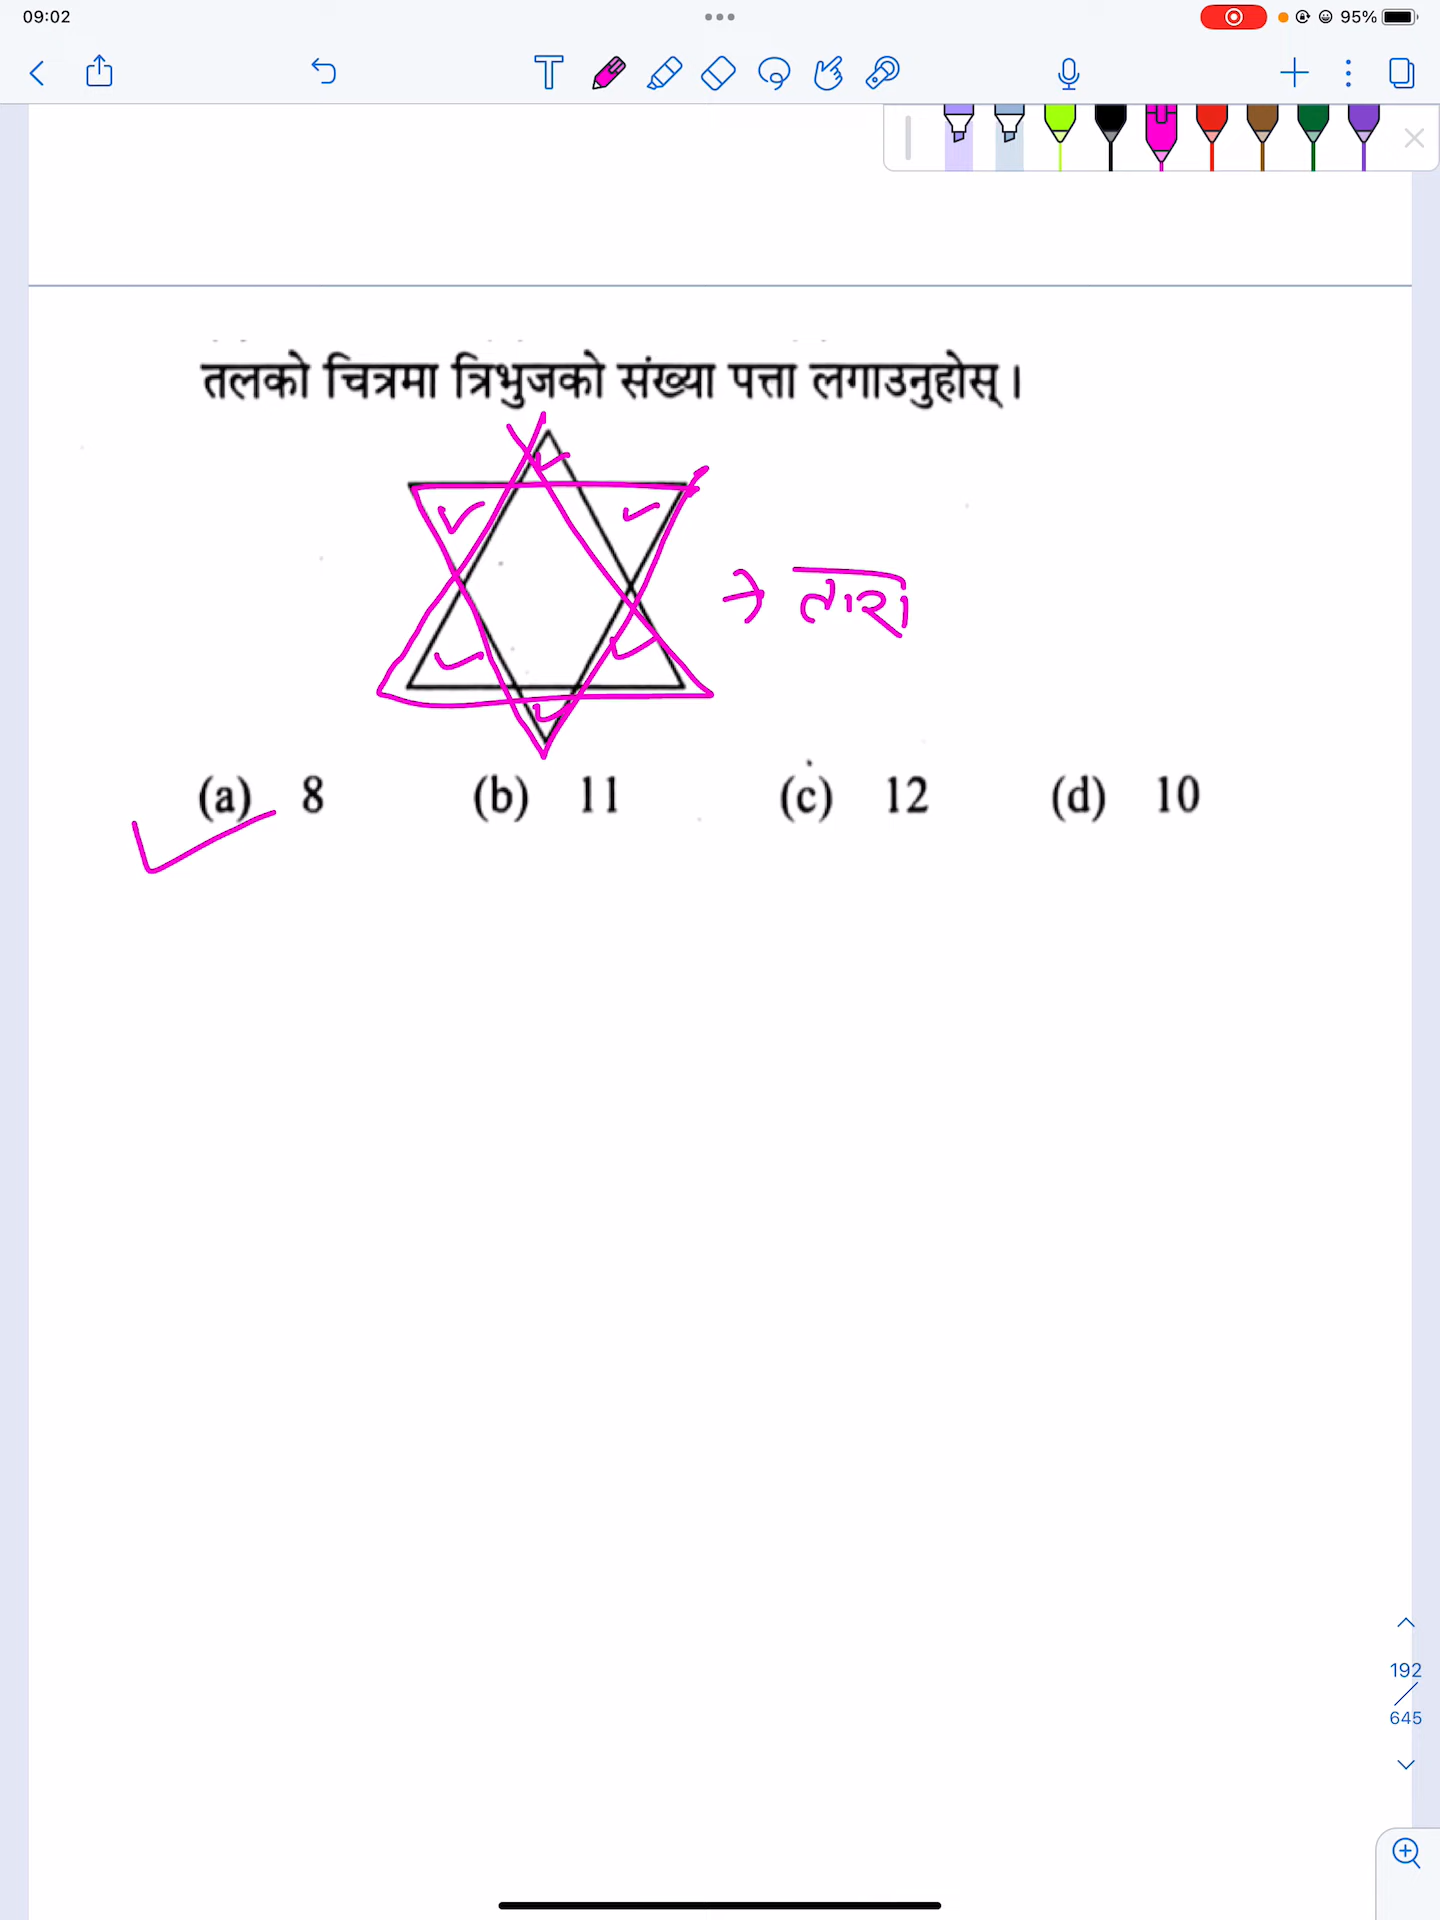 09:02
95%
तलको चित्रमा त्रिभुजको संख्या पत्ता लगाउनुहोस् ।
→ तारा
(a) 8 (b) 11 (c) 12 (d) 10
192
645